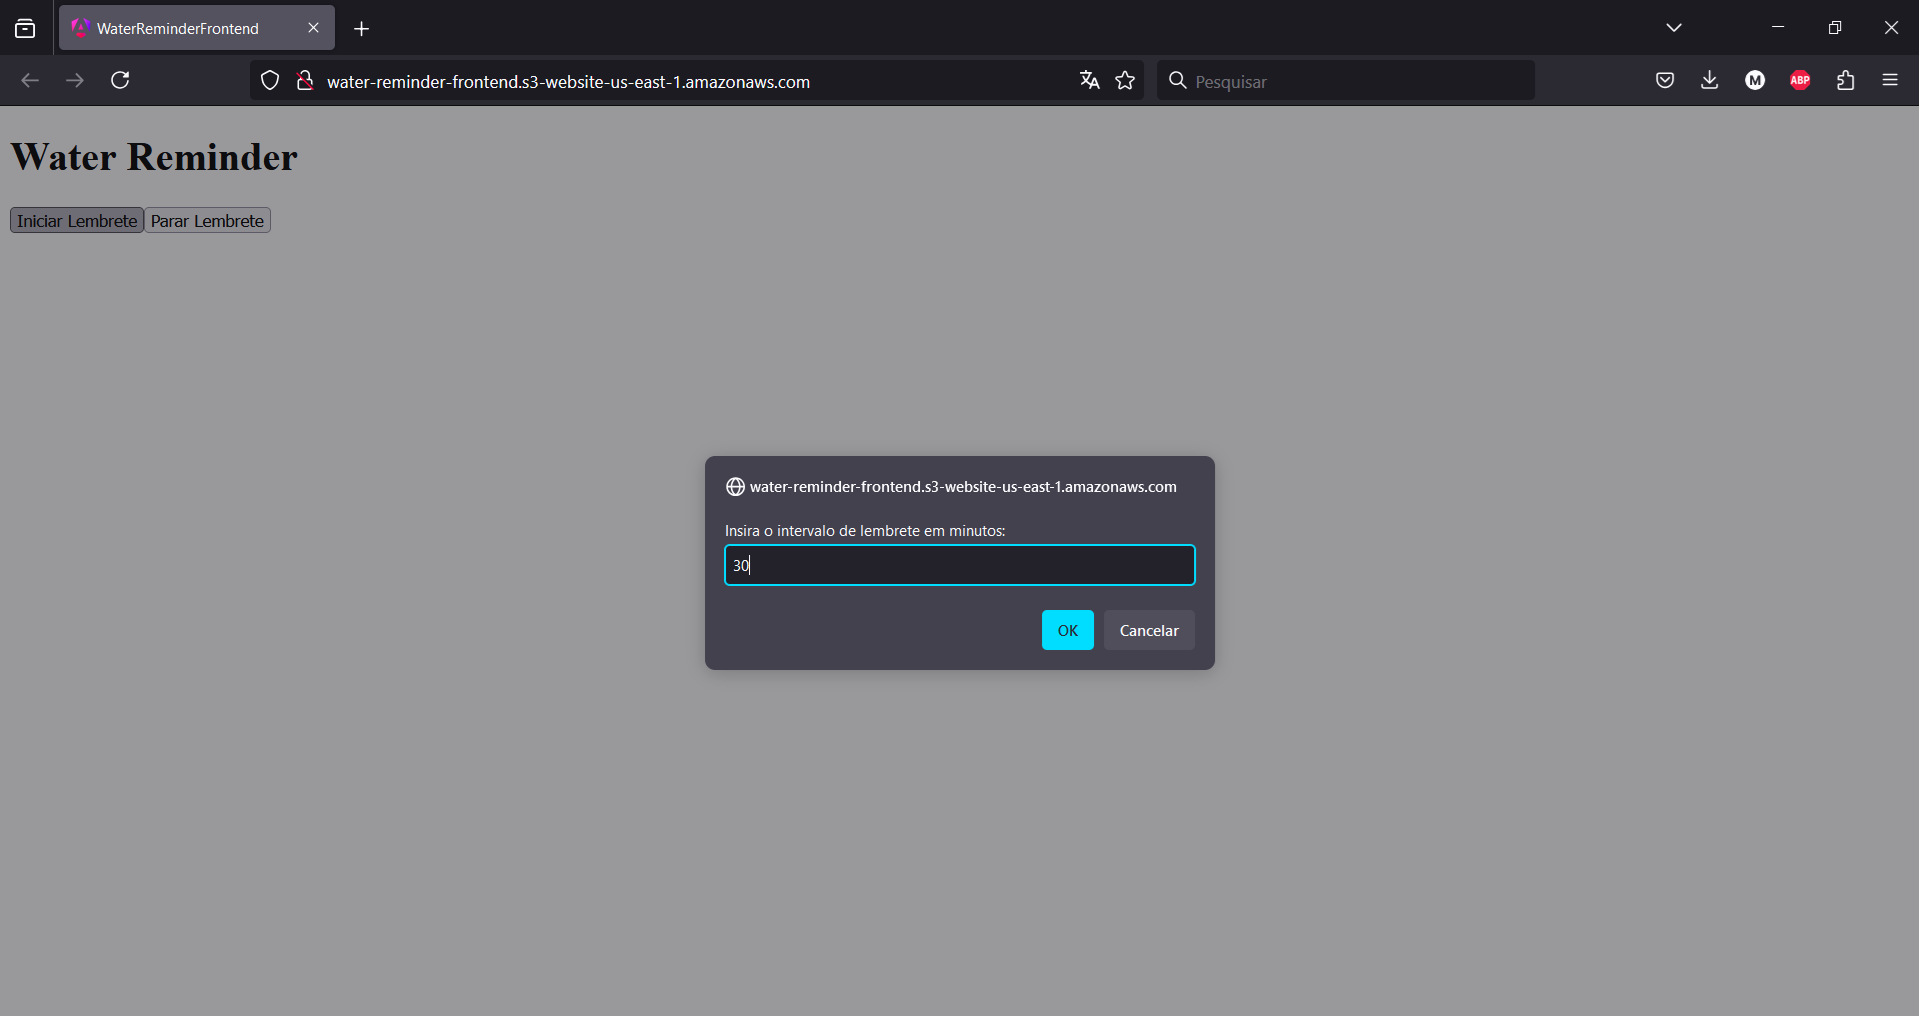 WaterReminderFrontend
water-reminder-frontend.s3-website-us-east-1.amazonaws.com
Pesquisar
M
ABP
Water Reminder
Iniciar Lembrete Parar Lembrete
water-reminder-frontend.s3-website-us-east-1.amazonaws.com
Insira o intervalo de lembrete em minutos:
30
OK Cancelar